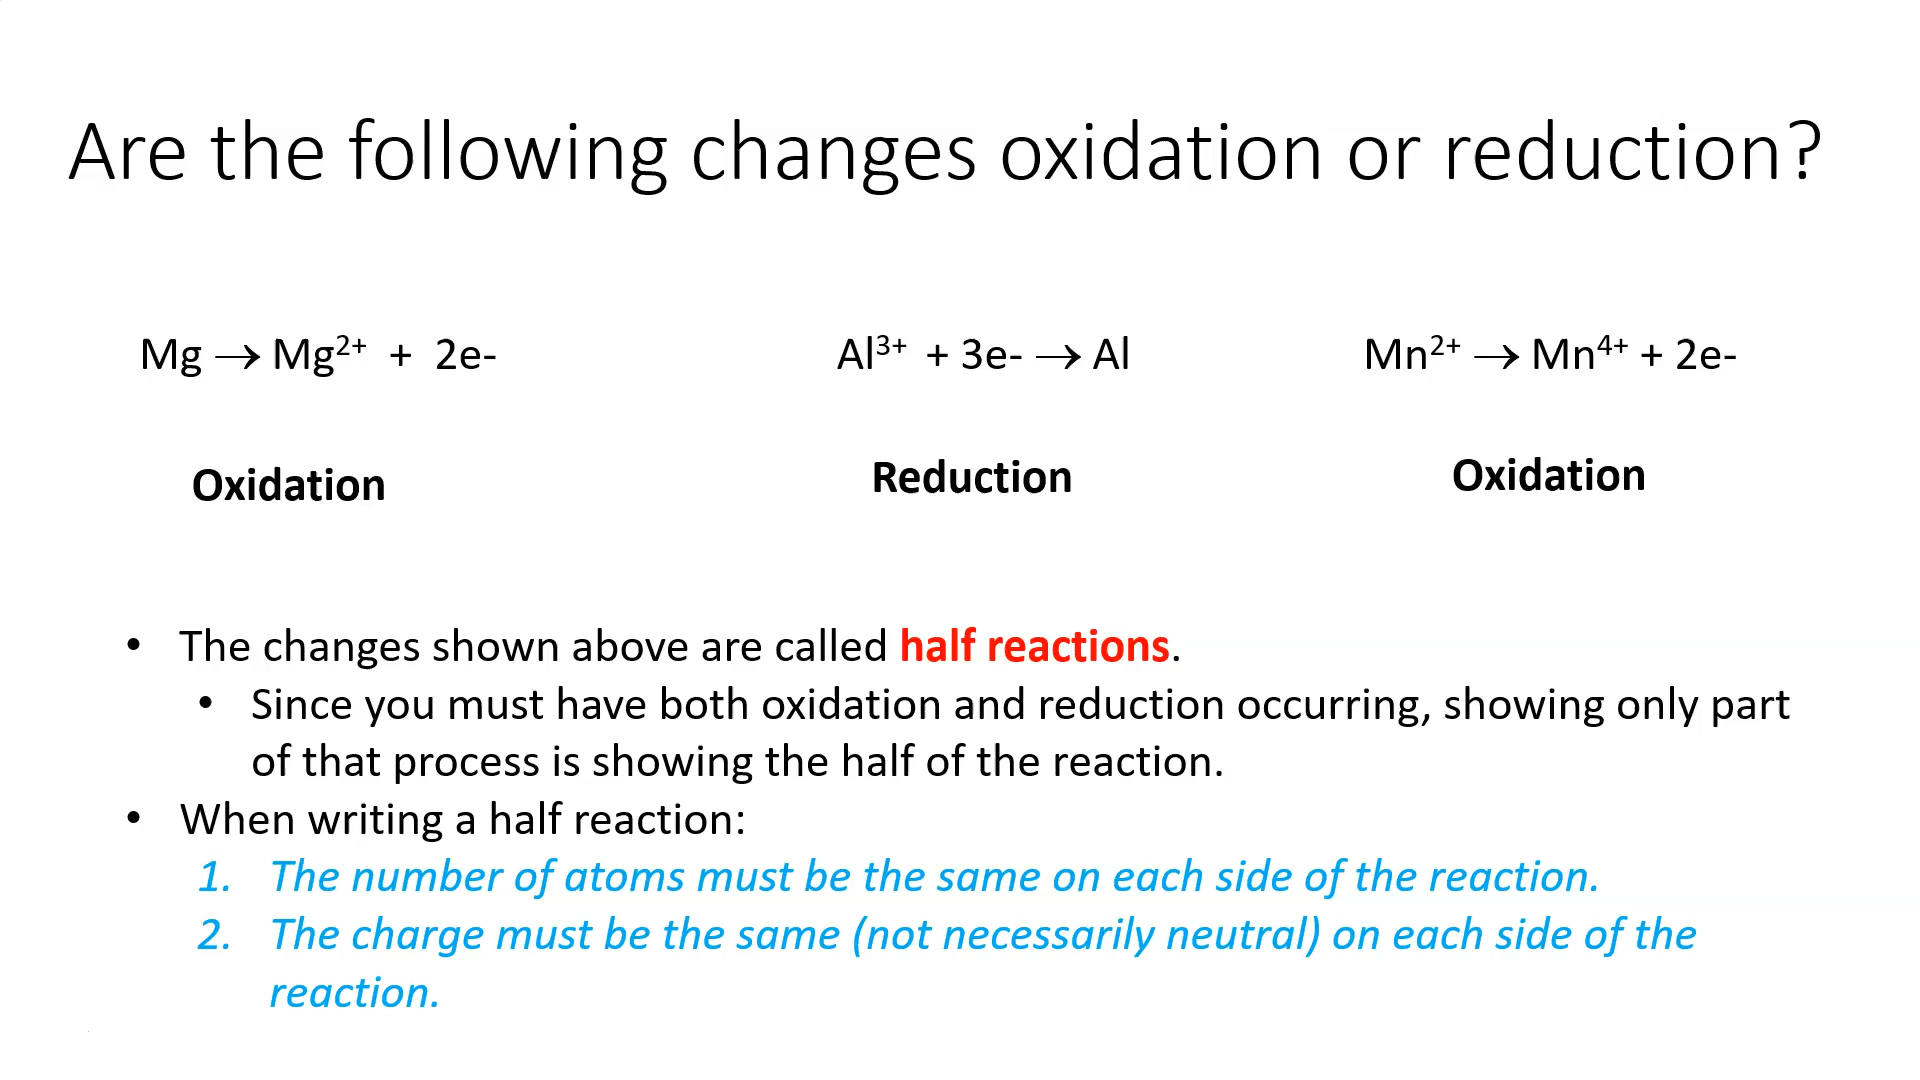 Are the following changes oxidation or reduction?
Mg → Mg²⁺ + 2e-
Al³⁺ + 3e- → Al
Mn²⁺ → Mn⁴⁺ + 2e-
Oxidation
Reduction
Oxidation
• The changes shown above are called half reactions.
• Since you must have both oxidation and reduction occurring, showing only part
of that process is showing the half of the reaction.
• When writing a half reaction:
1. The number of atoms must be the same on each side of the reaction.
2. The charge must be the same (not necessarily neutral) on each side of the
reaction.